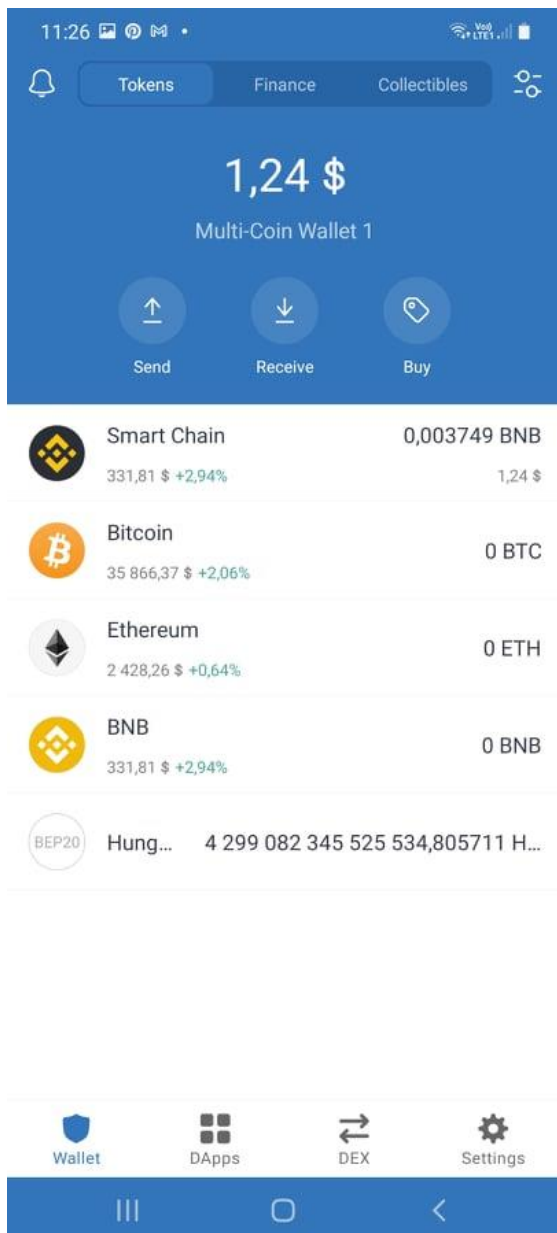 11:26
Vo) LTE1
Tokens Finance Collectibles
1,24 $
Multi-Coin Wallet 1
Send Receive Buy
Smart Chain 0,003749 BNB
331,81 $ +2,94% 1,24 $
Bitcoin 0 BTC
35 866,37 $ +2,06%
Ethereum 0 ETH
2 428,26 $ +0,64%
BNB 0 BNB
331,81 $ +2,94%
BEP20 Hung... 4 299 082 345 525 534,805711 H...
Wallet DApps DEX Settings